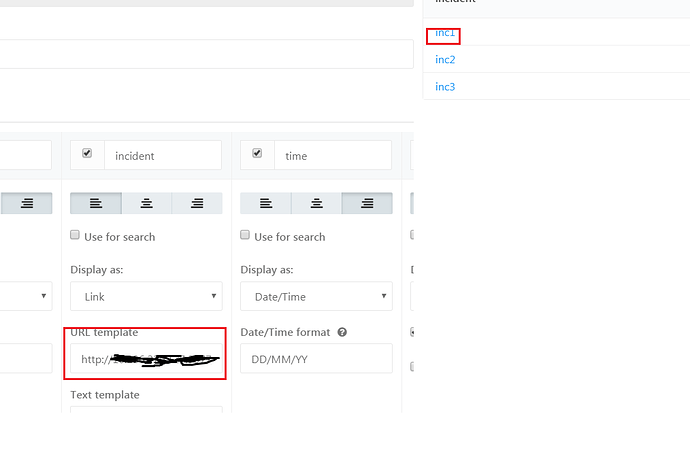 incident
inc1
inc2
inc3
incident
time
Use for search
Use for search
Display as:
Display as:
Link
Date/Time
URL template
Date/Time format
http://
DD/MM/YY
Text template